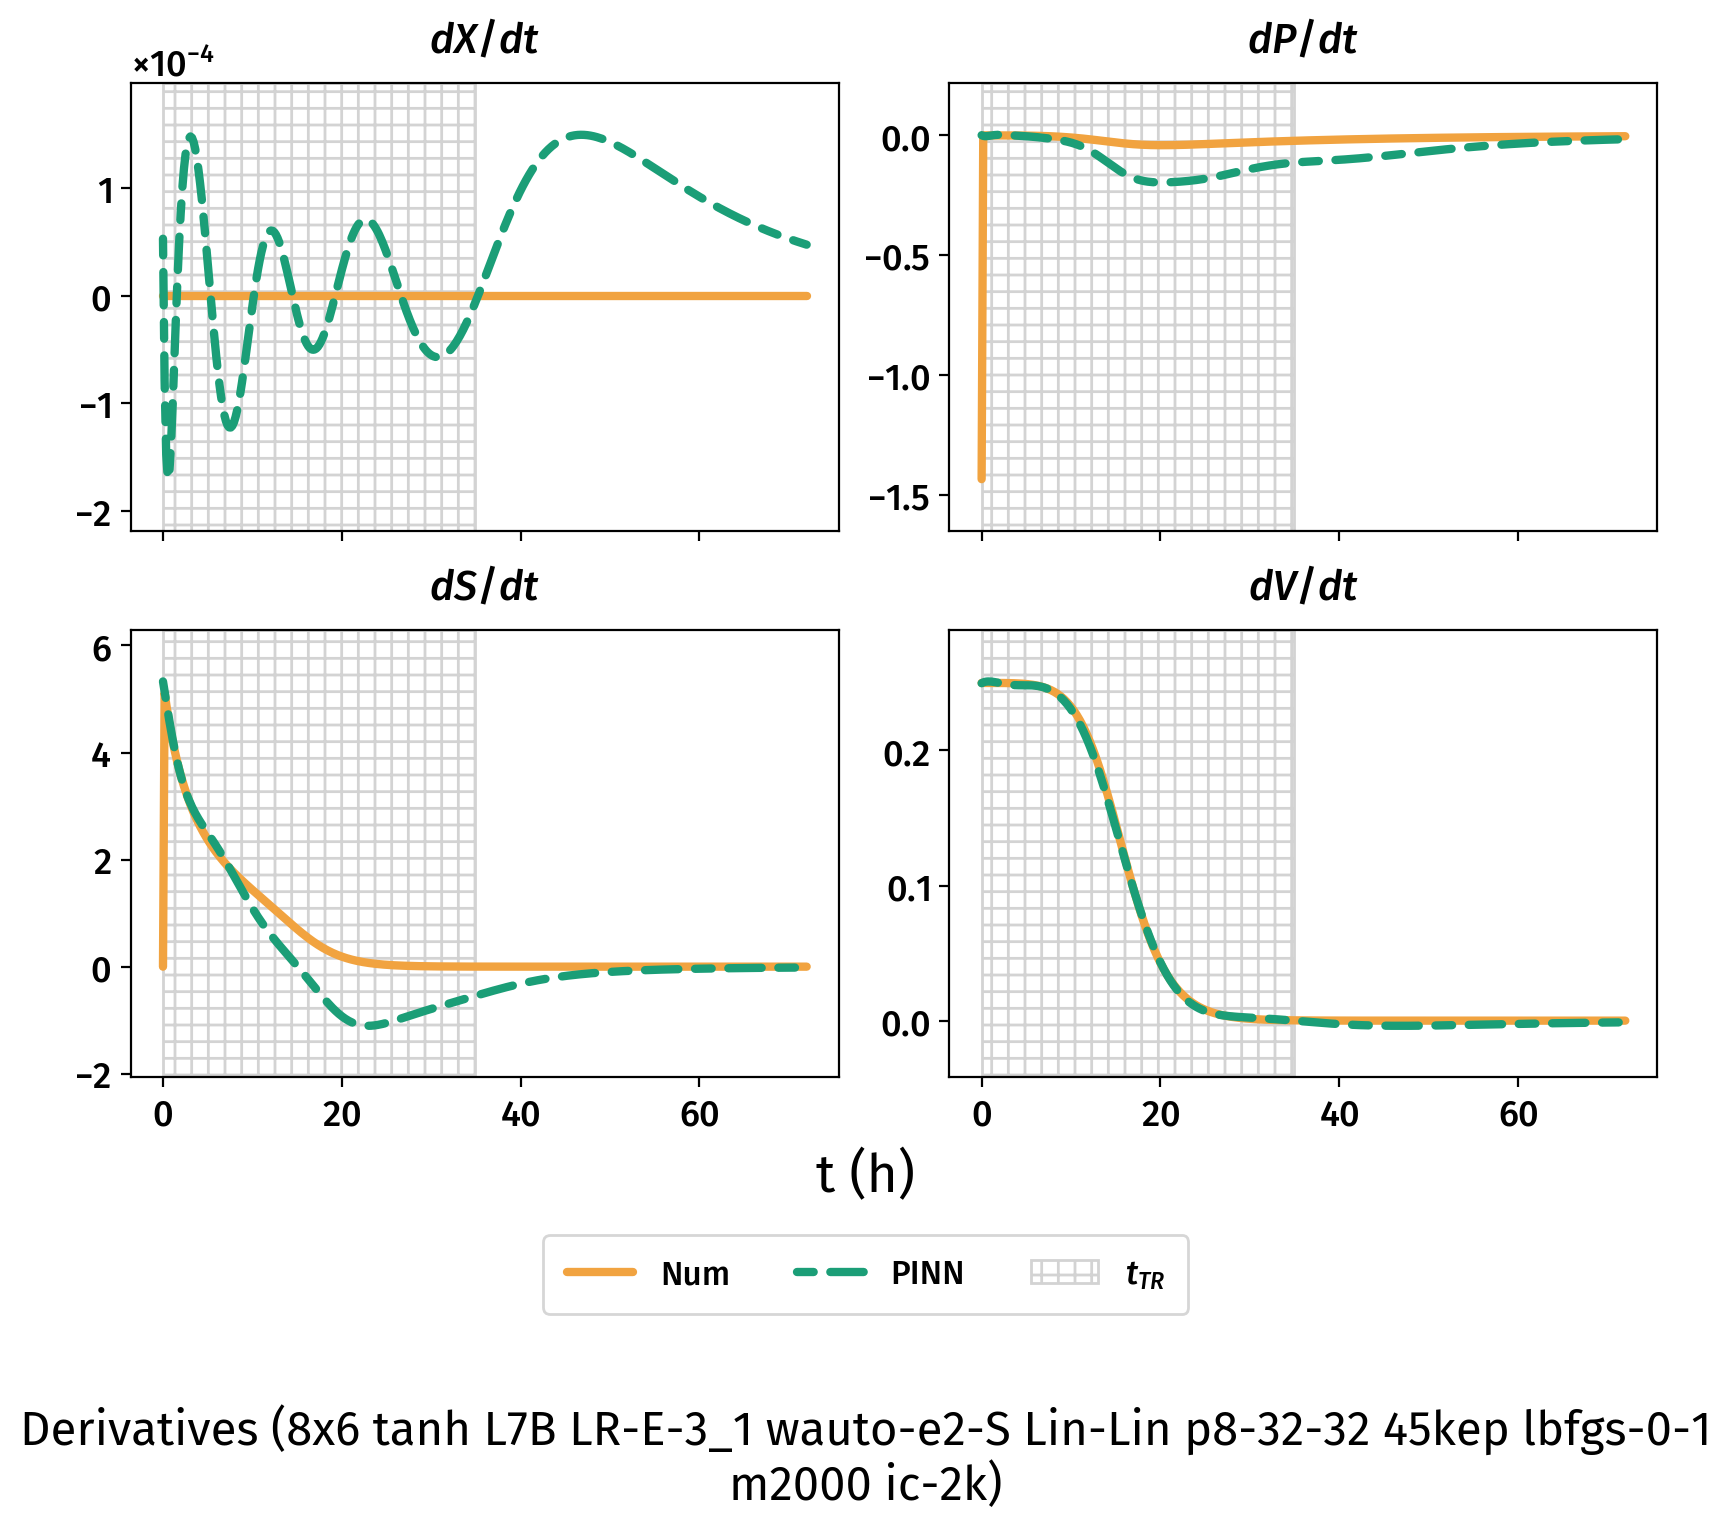 dX/dt
dP/dt
×10⁻⁴
1
0
−1
−2
0.0
−0.5
−1.0
−1.5
dS/dt
dV/dt
6
4
2
0
−2
0.2
0.1
0.0
0 20 40 60
0 20 40 60
t (h)
Num PINN t_TR
Derivatives (8x6 tanh L7B LR-E-3_1 wauto-e2-S Lin-Lin p8-32-32 45kep lbfgs-0-1
m2000 ic-2k)